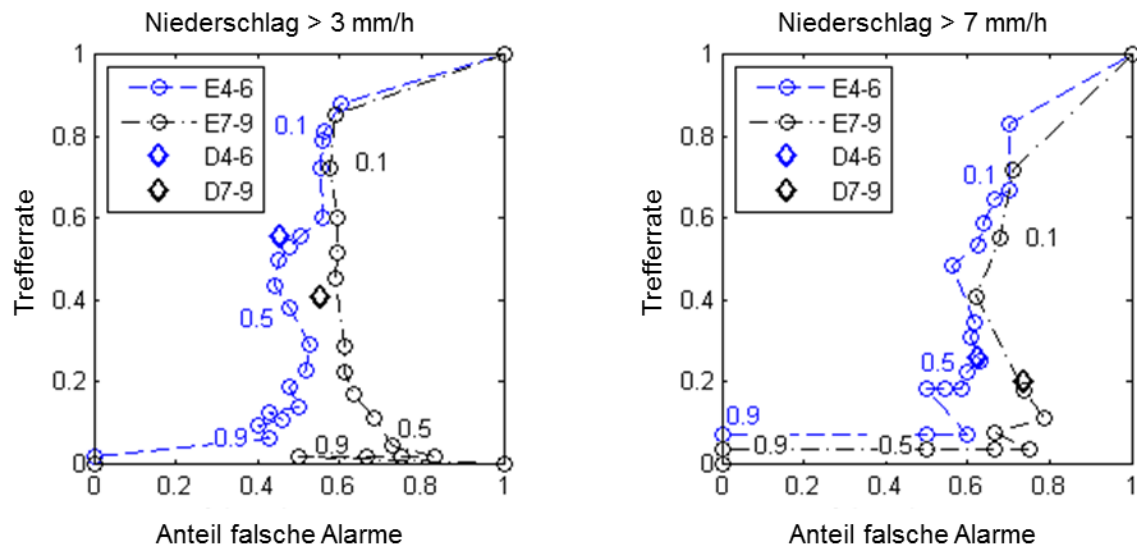 Niederschlag > 3 mm/h
1
0.8
0.6
0.4
0.2
0
Trefferrate
E4-6
E7-9
D4-6
D7-9
0.1
0.1
0.5
0.5
0.9
0.9
0 0.2 0.4 0.6 0.8 1
Anteil falsche Alarme
Niederschlag > 7 mm/h
1
0.8
0.6
0.4
0.2
0
Trefferrate
E4-6
E7-9
D4-6
D7-9
0.1
0.1
0.5
0.9
0.9
0.5
0 0.2 0.4 0.6 0.8 1
Anteil falsche Alarme